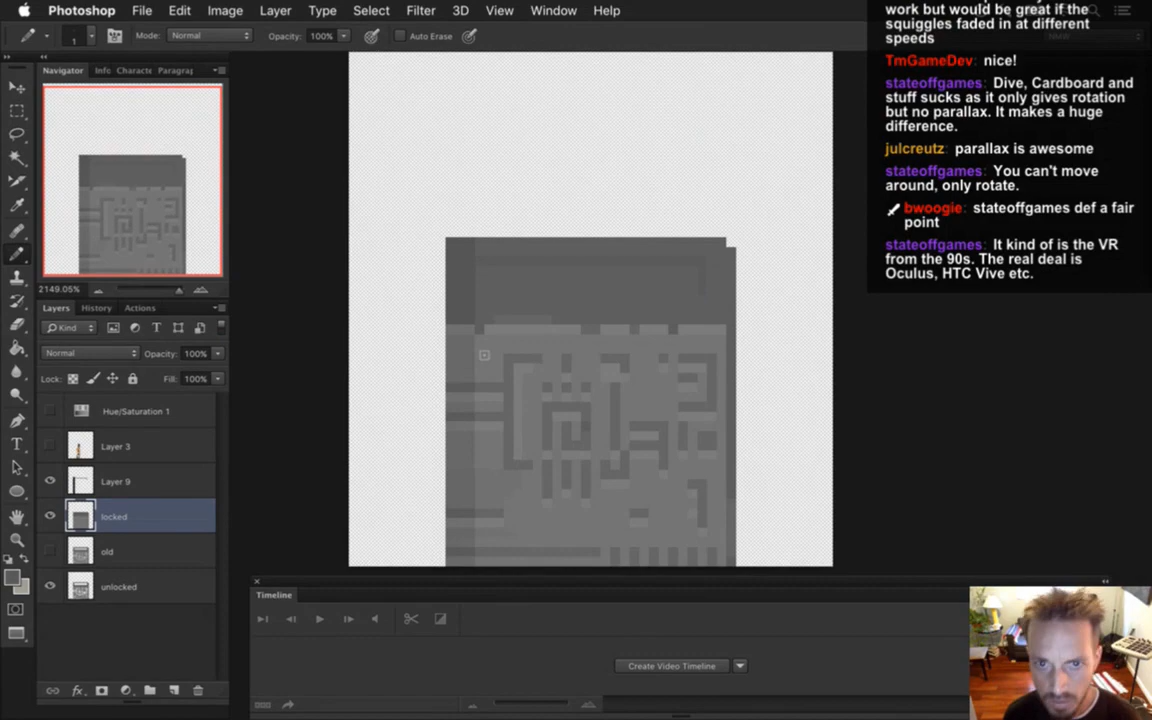 Photoshop File Edit Image Layer Type Select Filter 3D View Window Help
1 Mode: Normal Opacity: 100% Auto Erase
Navigator Info Characte Paragrap
2149.05%
Layers History Actions
Kind
Normal Opacity: 100%
Lock: Fill: 100%
Hue/Saturation 1
Layer 3
Layer 9
locked
old
unlocked
Timeline
Create Video Timeline
work but would be great if the
squiggles faded in at different
speeds
TmGameDev: nice!
stateoffgames: Dive, Cardboard and
stuff sucks as it only gives rotation
but no parallax. It makes a huge
difference.
julcreutz: parallax is awesome
stateoffgames: You can't move
around, only rotate.
bwoogie: stateoffgames def a fair
point
stateoffgames: It kind of is the VR
from the 90s. The real deal is
Oculus, HTC Vive etc.